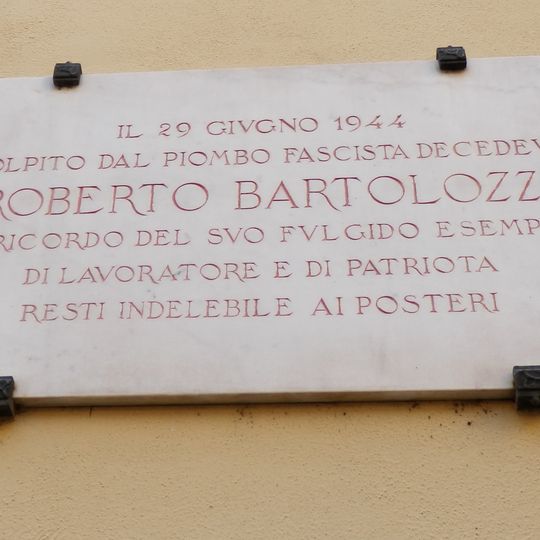 IL 29 GIVGNO 1944
OLPITO DAL PIOMBO FASCISTA DECEDEV
ROBERTO BARTOLOZZ
RICORDO DEL SVO FVLGIDO ESEMP
DI LAVORATORE E DI PATRIOTA
RESTI INDELEBILE AI POSTERI